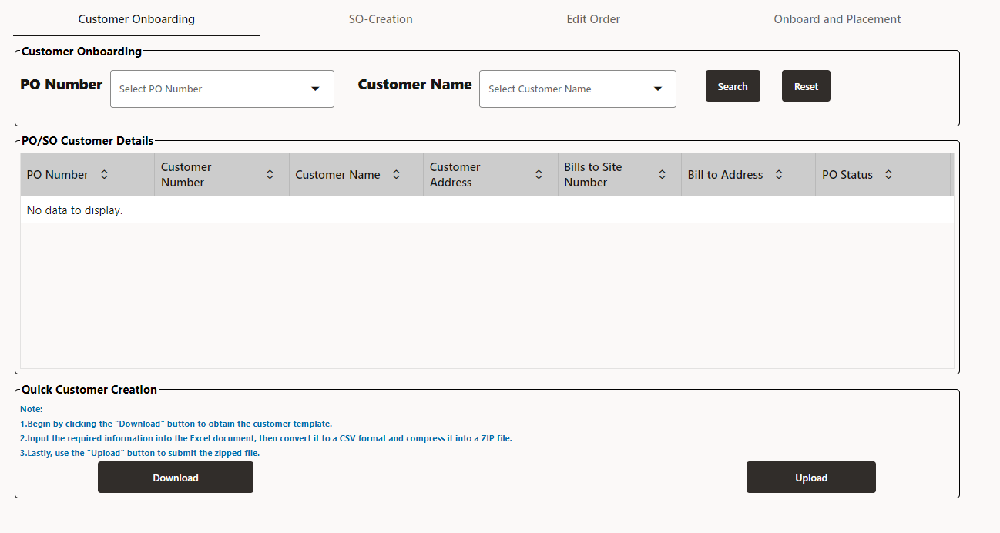 Customer Onboarding SO-Creation Edit Order Onboard and Placement
Customer Onboarding
PO Number Select PO Number Customer Name Select Customer Name Search Reset
PO/SO Customer Details
PO Number Customer Number Customer Name Customer Address Bills to Site Number Bill to Address PO Status
No data to display.
Quick Customer Creation
Note:
1.Begin by clicking the "Download" button to obtain the customer template.
2.Input the required information into the Excel document, then convert it to a CSV format and compress it into a ZIP file.
3.Lastly, use the "Upload" button to submit the zipped file.
Download Upload